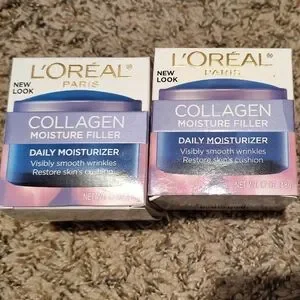 L'ORÉAL
PARIS
NEW
LOOK
COLLAGEN
MOISTURE FILLER
DAILY MOISTURIZER
Visibly smooth wrinkles
Restore skin's cushion
L'ORÉAL
PARIS
NEW
LOOK
COLLAGEN
MOISTURE FILLER
DAILY MOISTURIZER
Visibly smooth wrinkles
Restore skin's cushion